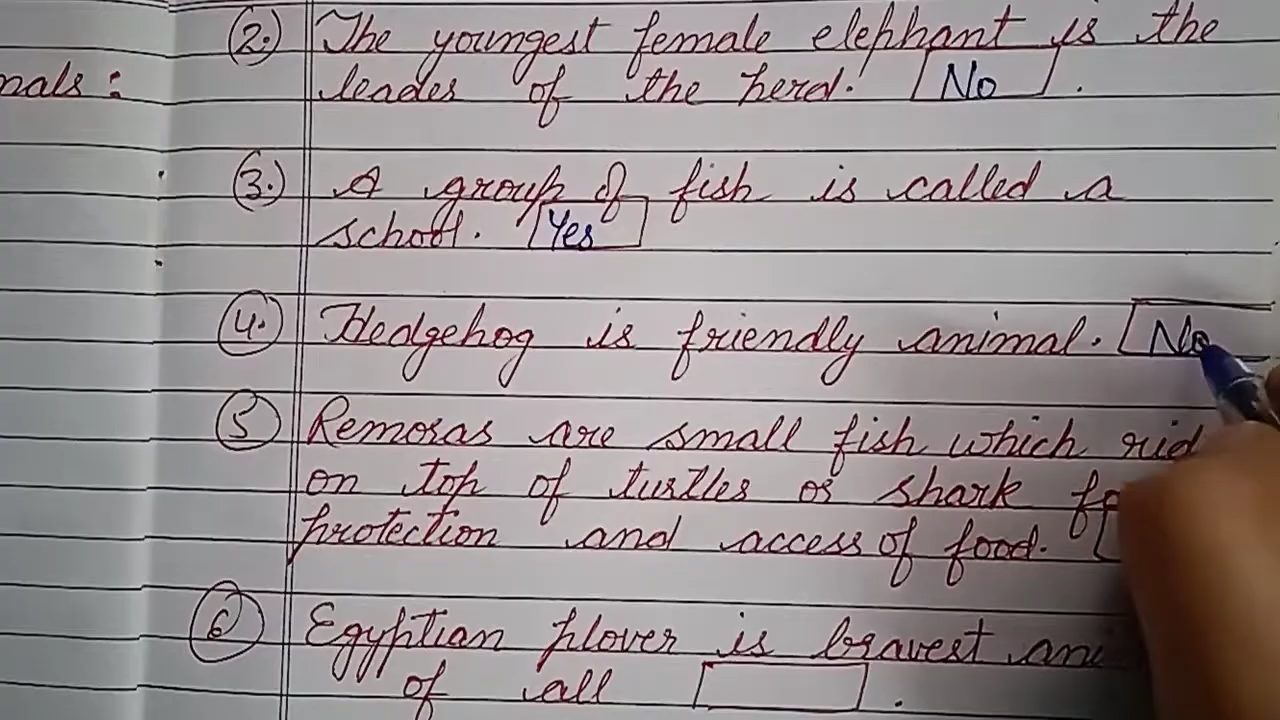 (2.) The youngest female elephant is the
nals: leader of the herd. No .
(3.) A group of fish is called a
school. Yes
(4.) Hedgehog is friendly animal. No
(5) Remoras are small fish which rid
on top of turtles or shark
protection and access of food.
(6) Egyptian plover is bravest ani
of all .